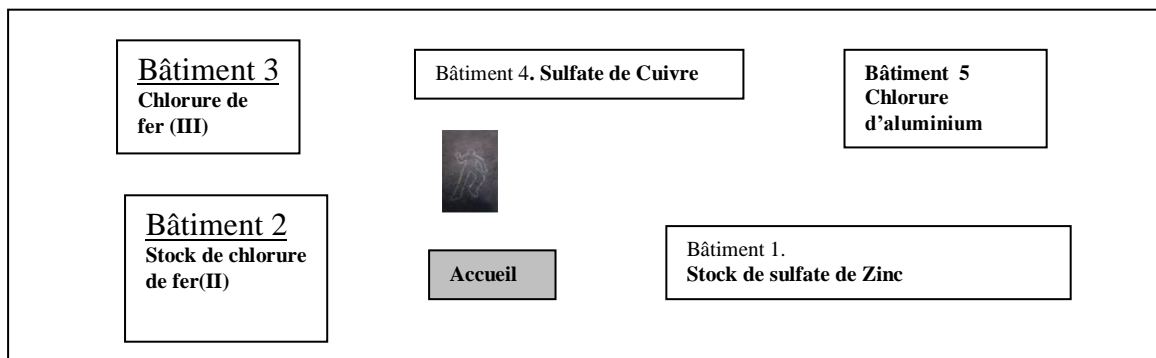 Bâtiment 3
Chlorure de
fer (III)
Bâtiment 4. Sulfate de Cuivre
Bâtiment 5
Chlorure
d'aluminium
Bâtiment 2
Stock de chlorure
de fer(II)
Accueil
Bâtiment 1.
Stock de sulfate de Zinc